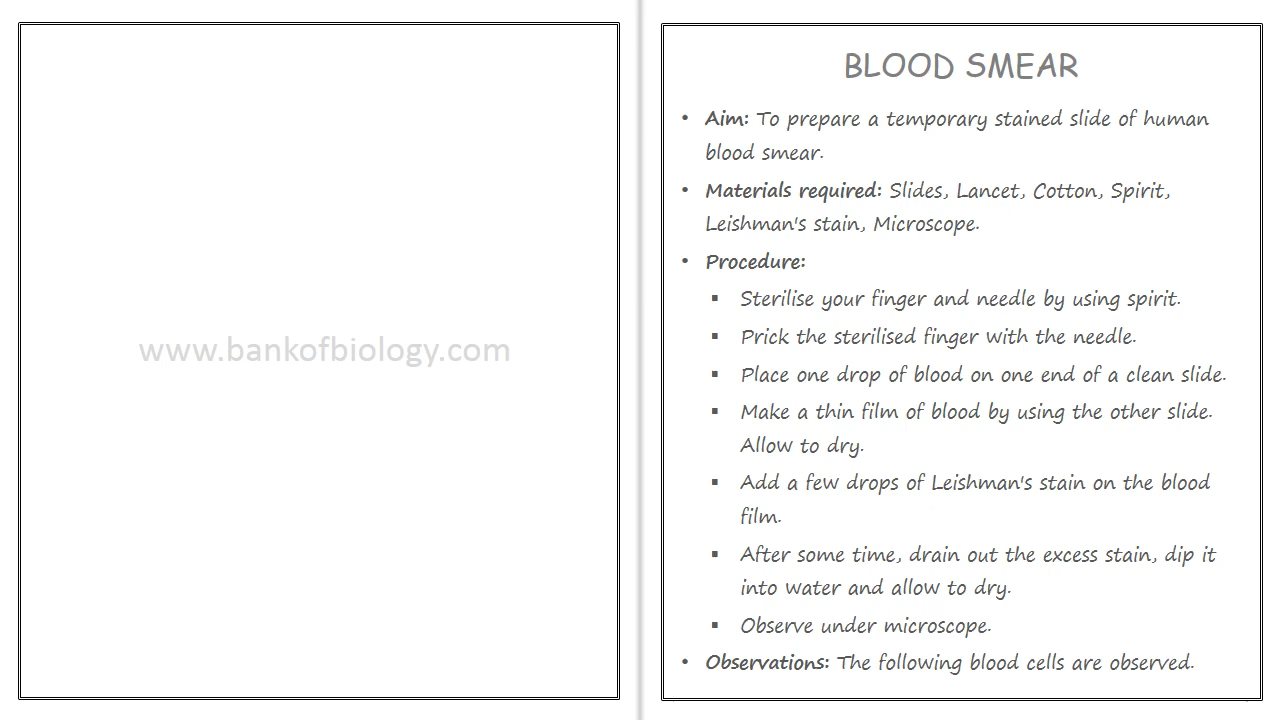 www.bankofbiology.com
BLOOD SMEAR
• Aim: To prepare a temporary stained slide of human
blood smear.
• Materials required: Slides, Lancet, Cotton, Spirit,
Leishman's stain, Microscope.
• Procedure:
▪ Sterilise your finger and needle by using spirit.
▪ Prick the sterilised finger with the needle.
▪ Place one drop of blood on one end of a clean slide.
▪ Make a thin film of blood by using the other slide.
Allow to dry.
▪ Add a few drops of Leishman's stain on the blood
film.
▪ After some time, drain out the excess stain, dip it
into water and allow to dry.
▪ Observe under microscope.
• Observations: The following blood cells are observed.